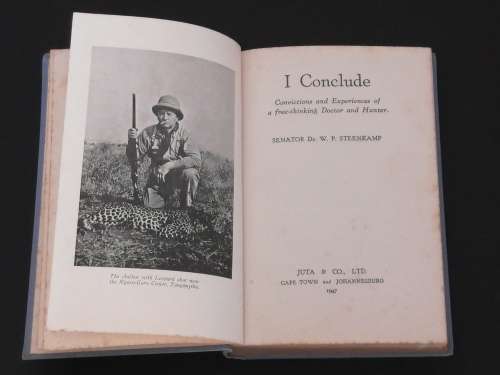 The author with Leopard shot near
the Ngorongoro Crater, Tanganyika.
I Conclude
Convictions and Experiences of
a free-thinking Doctor and Hunter.
SENATOR Dr. W. P. STEENKAMP
JUTA & CO., LTD.
CAPE TOWN and JOHANNESBURG
1947